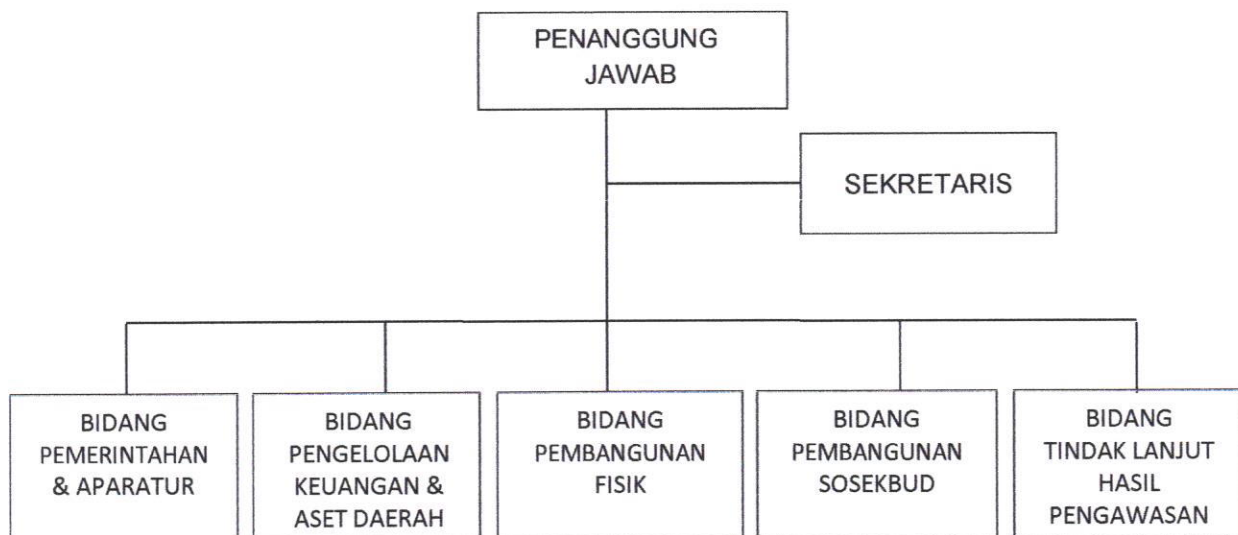 PENANGGUNG
JAWAB
SEKRETARIS
BIDANG
PEMERINTAHAN
& APARATUR
BIDANG
PENGELOLAAN
KEUANGAN &
ASET DAERAH
BIDANG
PEMBANGUNAN
FISIK
BIDANG
PEMBANGUNAN
SOSEKBUD
BIDANG
TINDAK LANJUT
HASIL
PENGAWASAN